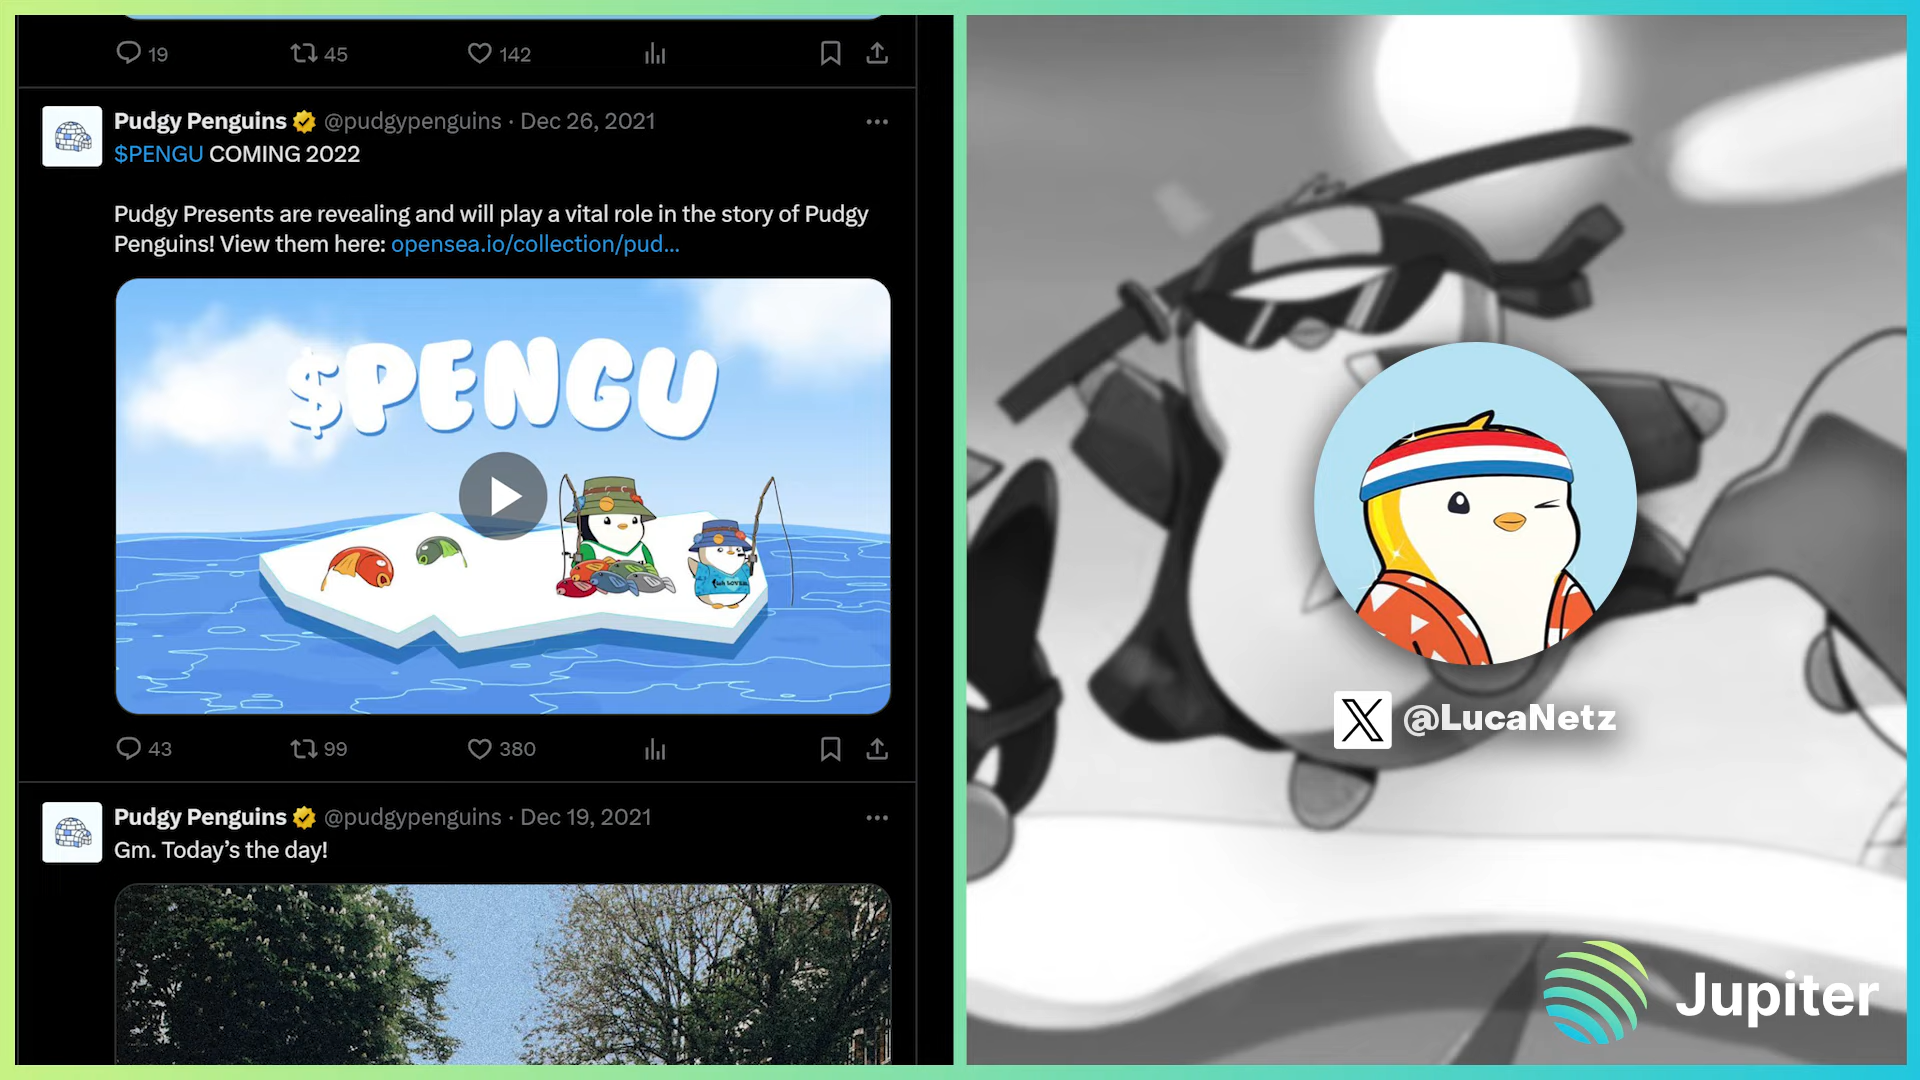 19 45 142
Pudgy Penguins @pudgypenguins · Dec 26, 2021
$PENGU COMING 2022
Pudgy Presents are revealing and will play a vital role in the story of Pudgy
Penguins! View them here: opensea.io/collection/pud...
$PENGU
43 99 380
Pudgy Penguins @pudgypenguins · Dec 19, 2021
Gm. Today’s the day!
@LucaNetz
Jupiter